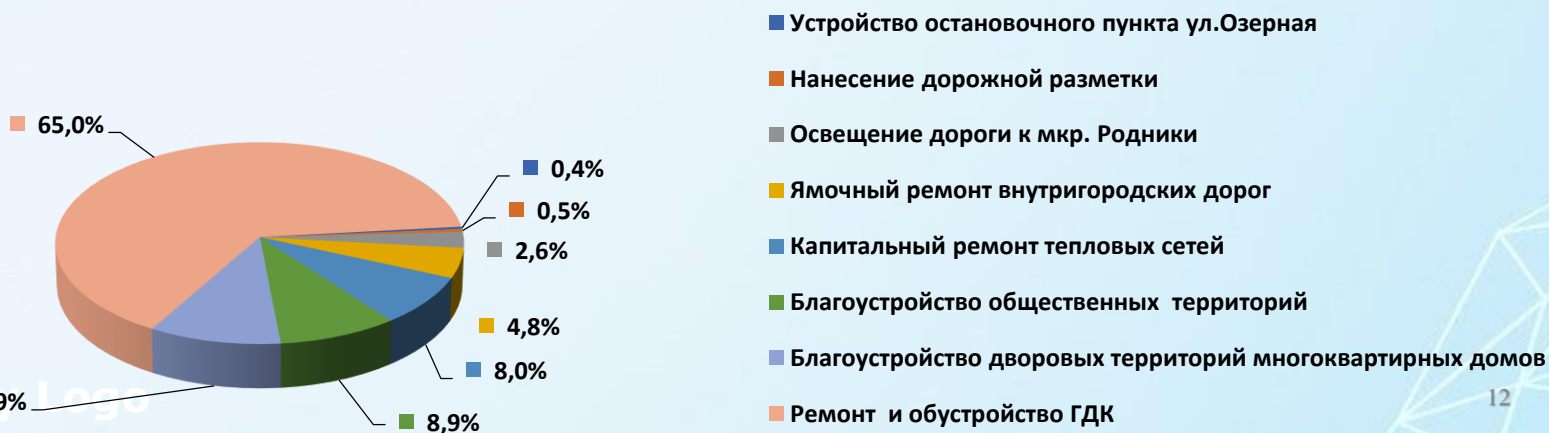 65,0%
0,4%
0,5%
2,6%
4,8%
8,0%
8,9%
9%
Logo
Устройство остановочного пункта ул.Озерная
Нанесение дорожной разметки
Освещение дороги к мкр. Родники
Ямочный ремонт внутригородских дорог
Капитальный ремонт тепловых сетей
Благоустройство общественных территорий
Благоустройство дворовых территорий многоквартирных домов
Ремонт и обустройство ГДК
12